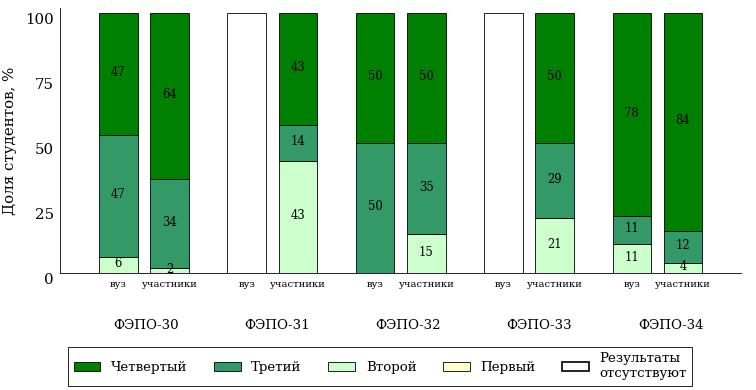 Доля студентов, %
100
75
50
25
0
47 64 43 50 50 50 78 84
47 34 14 50 35 29 11 12
6 2 43 15 21 11 4
вуз участники вуз участники вуз участники вуз участники вуз участники
ФЭПО-30 ФЭПО-31 ФЭПО-32 ФЭПО-33 ФЭПО-34
Четвертый Третий Второй Первый Результаты
отсутствуют